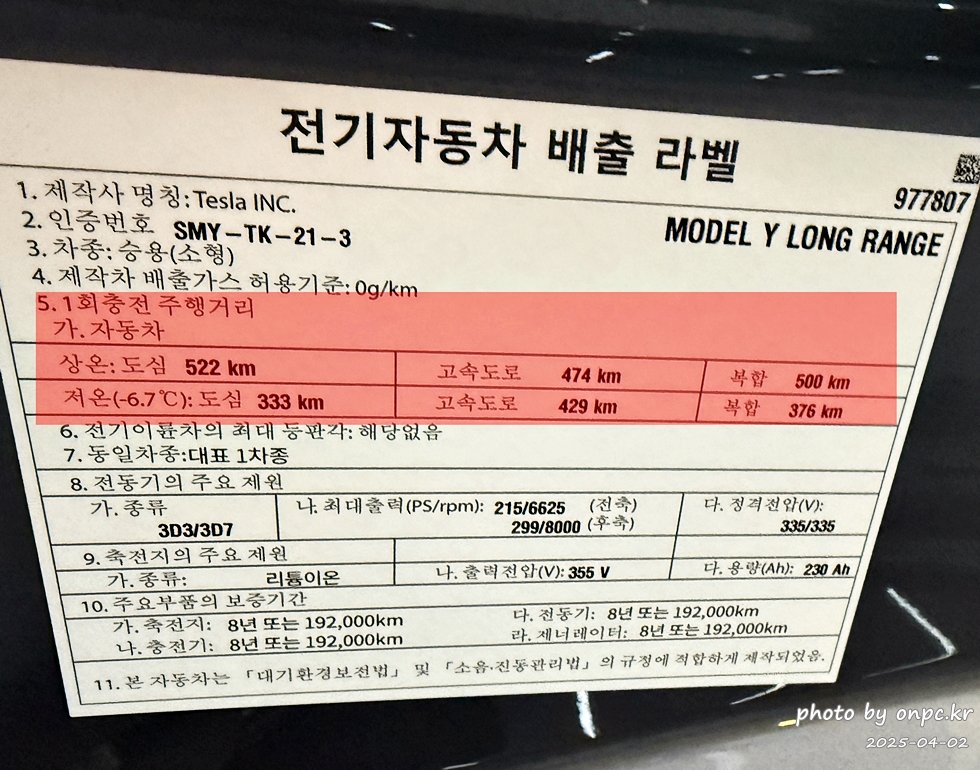 전기자동차 배출 라벨
977807
1. 제작사 명칭: Tesla INC.
2. 인증번호 SMY-TK-21-3
MODEL Y LONG RANGE
3. 차종: 승용(소형)
4. 제작차 배출가스 허용기준: 0g/km
5. 1회충전 주행거리
가. 자동차
상온: 도심 522 km 고속도로 474 km 복합 500 km
저온(-6.7℃): 도심 333 km 고속도로 429 km 복합 376 km
6. 전기이륜차의 최대 등판각: 해당없음
7. 동일차종:대표 1차종
8. 전동기의 주요 제원
가. 종류 나. 최대출력(PS/rpm): 215/6625 (전축) 다. 정격전압(V):
3D3/3D7 299/8000 (후축) 335/335
9. 축전지의 주요 제원
가. 종류: 리튬이온 나. 출력전압(V): 355 V 다. 용량(Ah): 230 Ah
10. 주요부품의 보증기간
가. 축전지: 8년 또는 192,000km 다. 전동기: 8년 또는 192,000km
나. 충전기: 8년 또는 192,000km 라. 제너레이터: 8년 또는 192,000km
11. 본 자동차는 「대기환경보전법」 및 「소음·진동관리법」의 규정에 적합하게 제작되었음.
photo by onpc.kr
2025-04-02